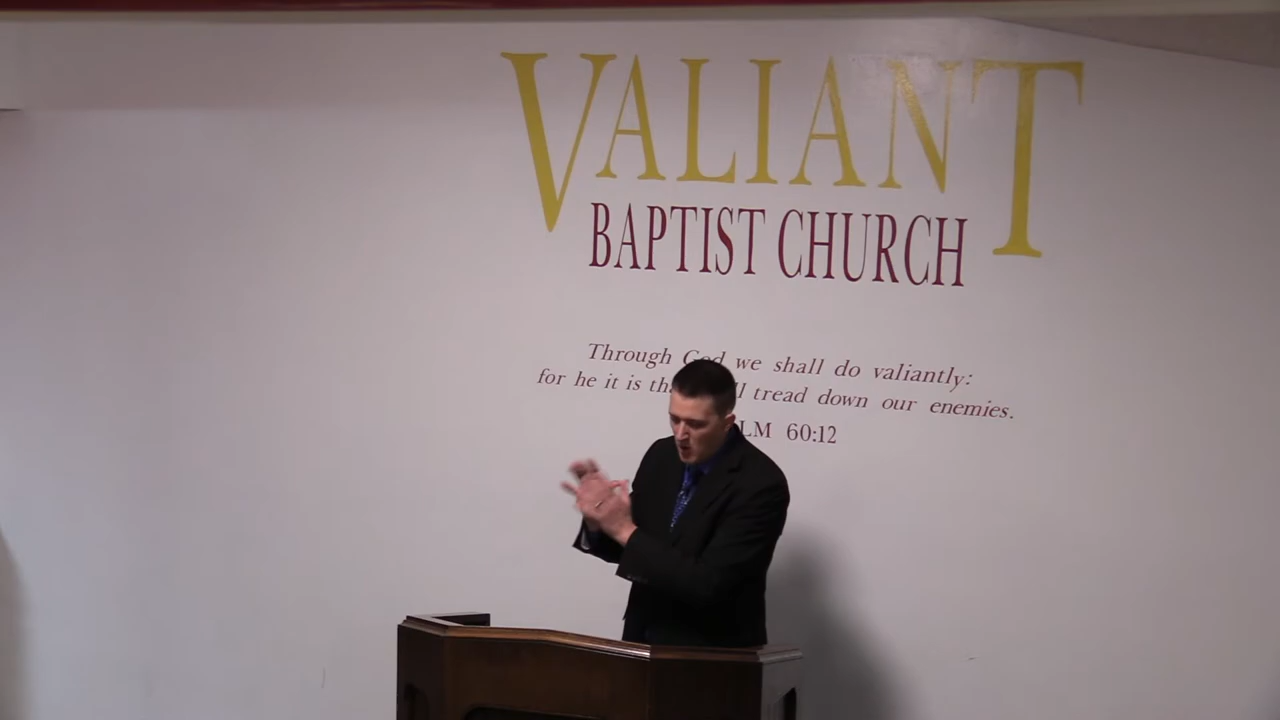 VALIANT
BAPTIST CHURCH
Through God we shall do valiantly:
for he it is tread down our enemies.
60:12